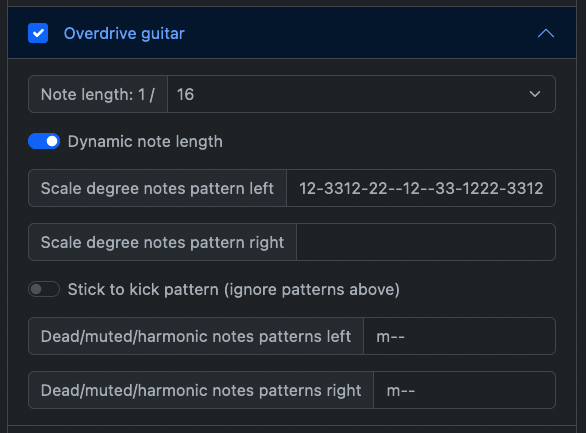 Overdrive guitar
Note length: 1 / 16
Dynamic note length
Scale degree notes pattern left 12-3312-22--12--33-1222-3312
Scale degree notes pattern right
Stick to kick pattern (ignore patterns above)
Dead/muted/harmonic notes patterns left m--
Dead/muted/harmonic notes patterns right m--